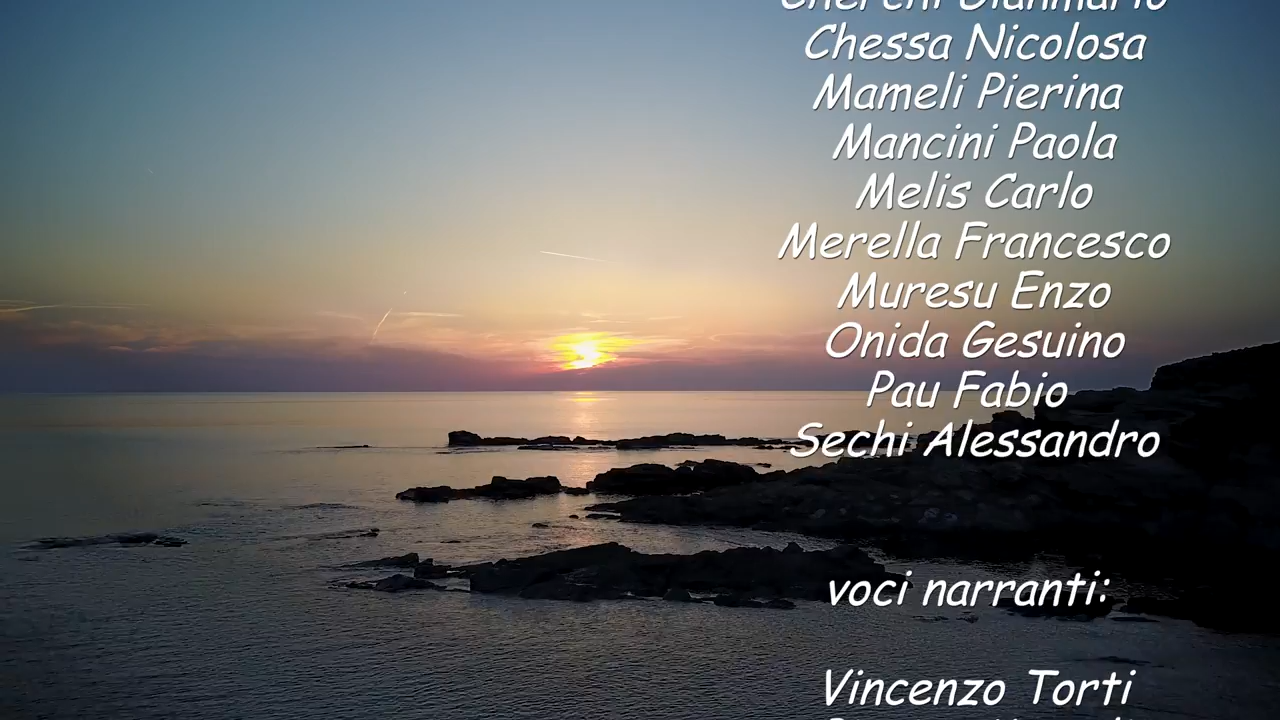 Chessa Nicolosa
Mameli Pierina
Mancini Paola
Melis Carlo
Merella Francesco
Muresu Enzo
Onida Gesuino
Pau Fabio
Sechi Alessandro
voci narranti:
Vincenzo Torti